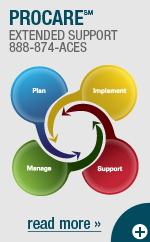 PROCARE℠
EXTENDED SUPPORT
888-874-ACES
Plan
Implement
Manage
Support
read more »